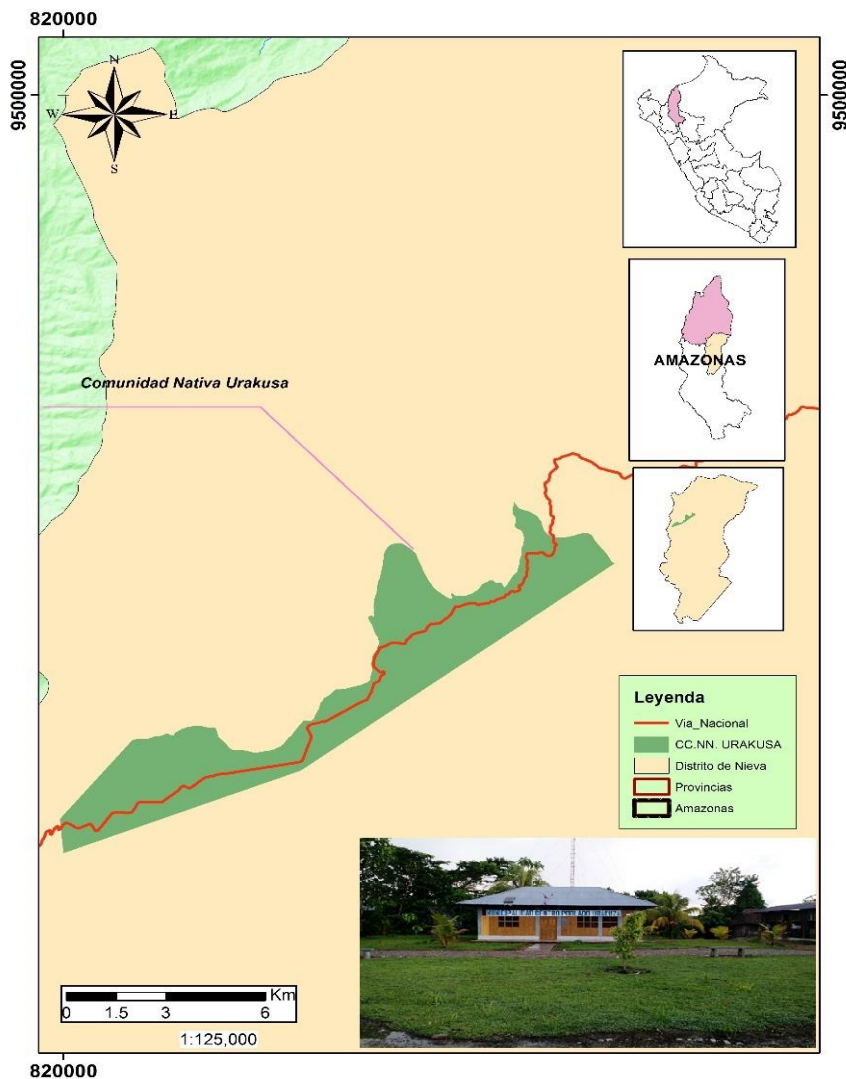 820000
9500000
9500000
N
W
E
S
Comunidad Nativa Urakusa
AMAZONAS
Leyenda
Via_Nacional
CC.NN. URAKUSA
Distrito de Nieva
Provincias
Amazonas
Km
0 1.5 3 6
1:125,000
820000